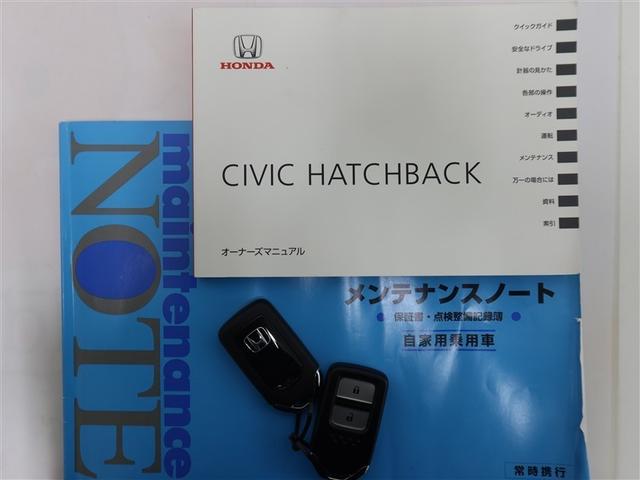 HONDA
CIVIC HATCHBACK
オーナーズマニュアル
クイックガイド
安全なドライブ
計器の見かた
各部の操作
オーディオ
運転
メンテナンス
万一の場合には
資料
索引
maintenance
NOTE
メンテナンスノート
保証書・点検整備記録簿
自家用乗用車
常時携行